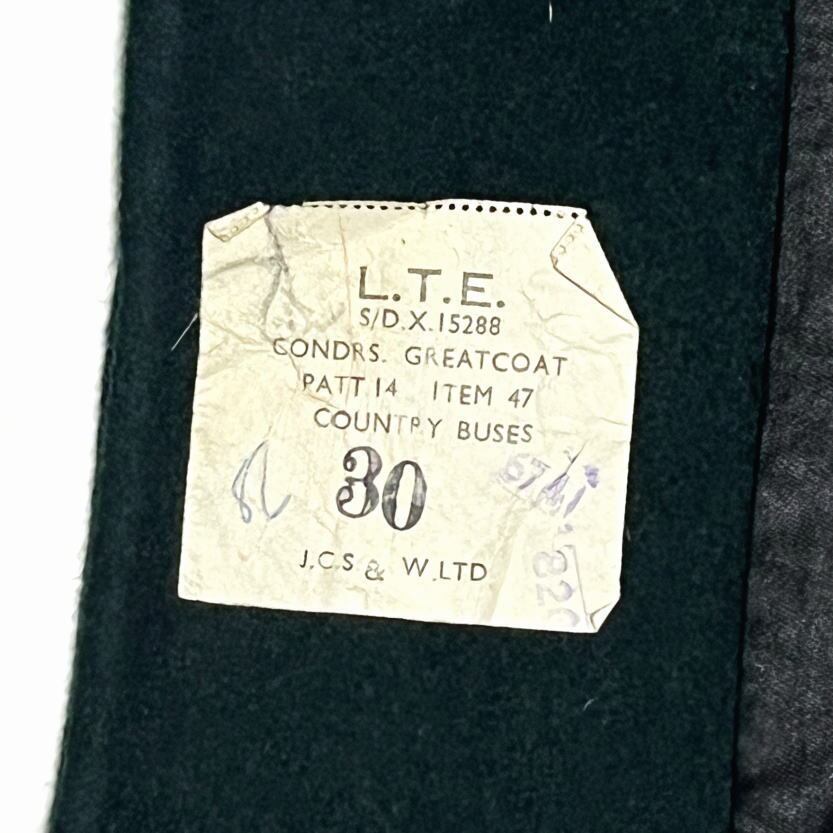 L.T.E.
S/D.X.15288
CONDRS. GREATCOAT
PATT 14 ITEM 47
COUNTRY BUSES
30
J.C.S & W.LTD